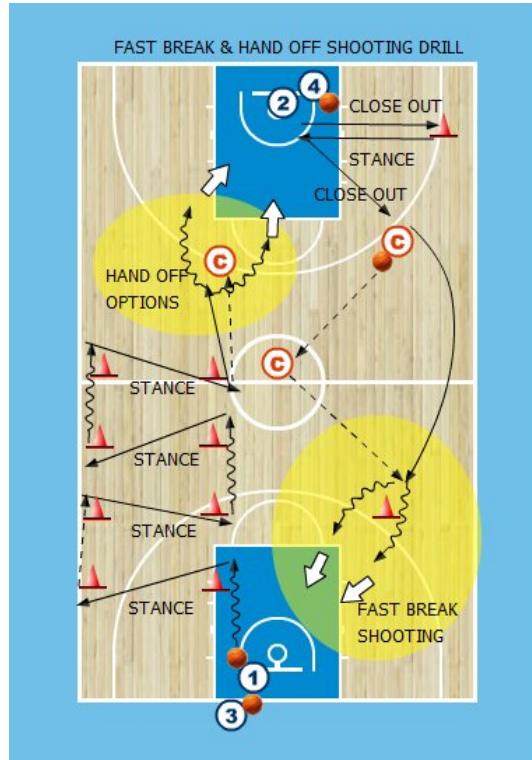 FAST BREAK & HAND OFF SHOOTING DRILL
4
2
CLOSE OUT
STANCE
CLOSE OUT
C
C
HAND OFF
OPTIONS
C
STANCE
STANCE
STANCE
STANCE
FAST BREAK
SHOOTING
1
3